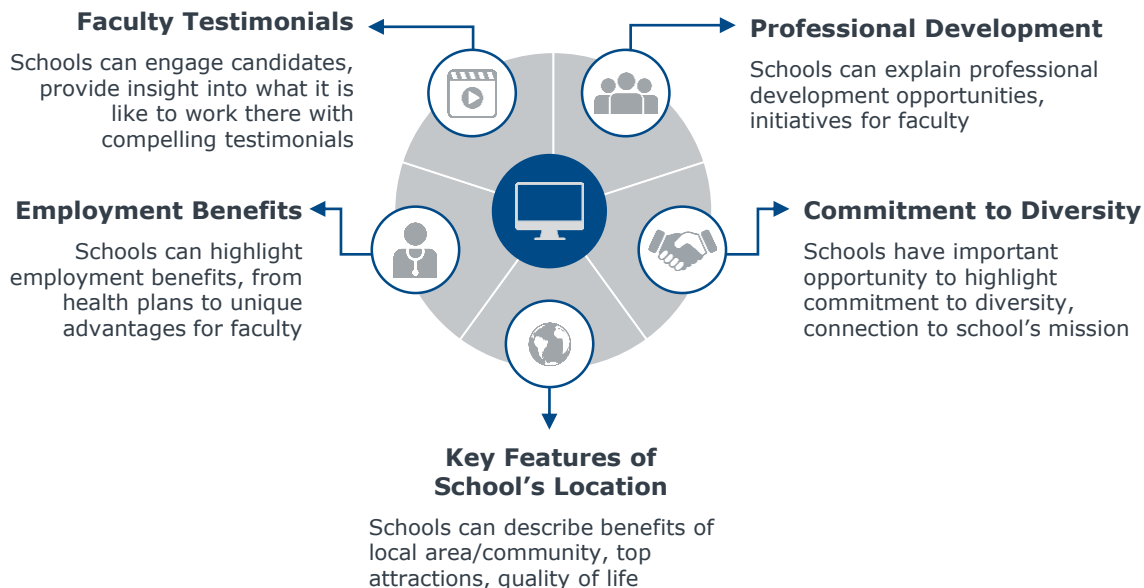 Faculty Testimonials
Schools can engage candidates,
provide insight into what it is
like to work there with
compelling testimonials
Professional Development
Schools can explain professional
development opportunities,
initiatives for faculty
Employment Benefits
Schools can highlight
employment benefits, from
health plans to unique
advantages for faculty
Commitment to Diversity
Schools have important
opportunity to highlight
commitment to diversity,
connection to school’s mission
Key Features of
School’s Location
Schools can describe benefits of
local area/community, top
attractions, quality of life